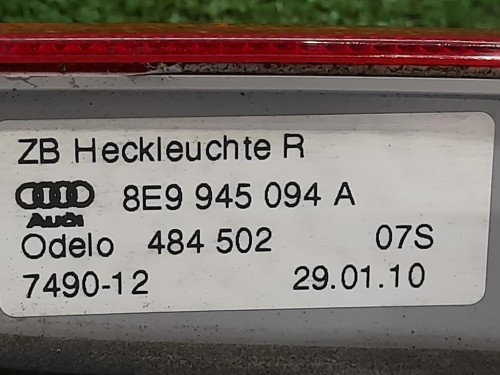 ZB Heckleuchte R
8E9 945 094 A
Audi
Odelo 484 502 07S
7490-12 29.01.10